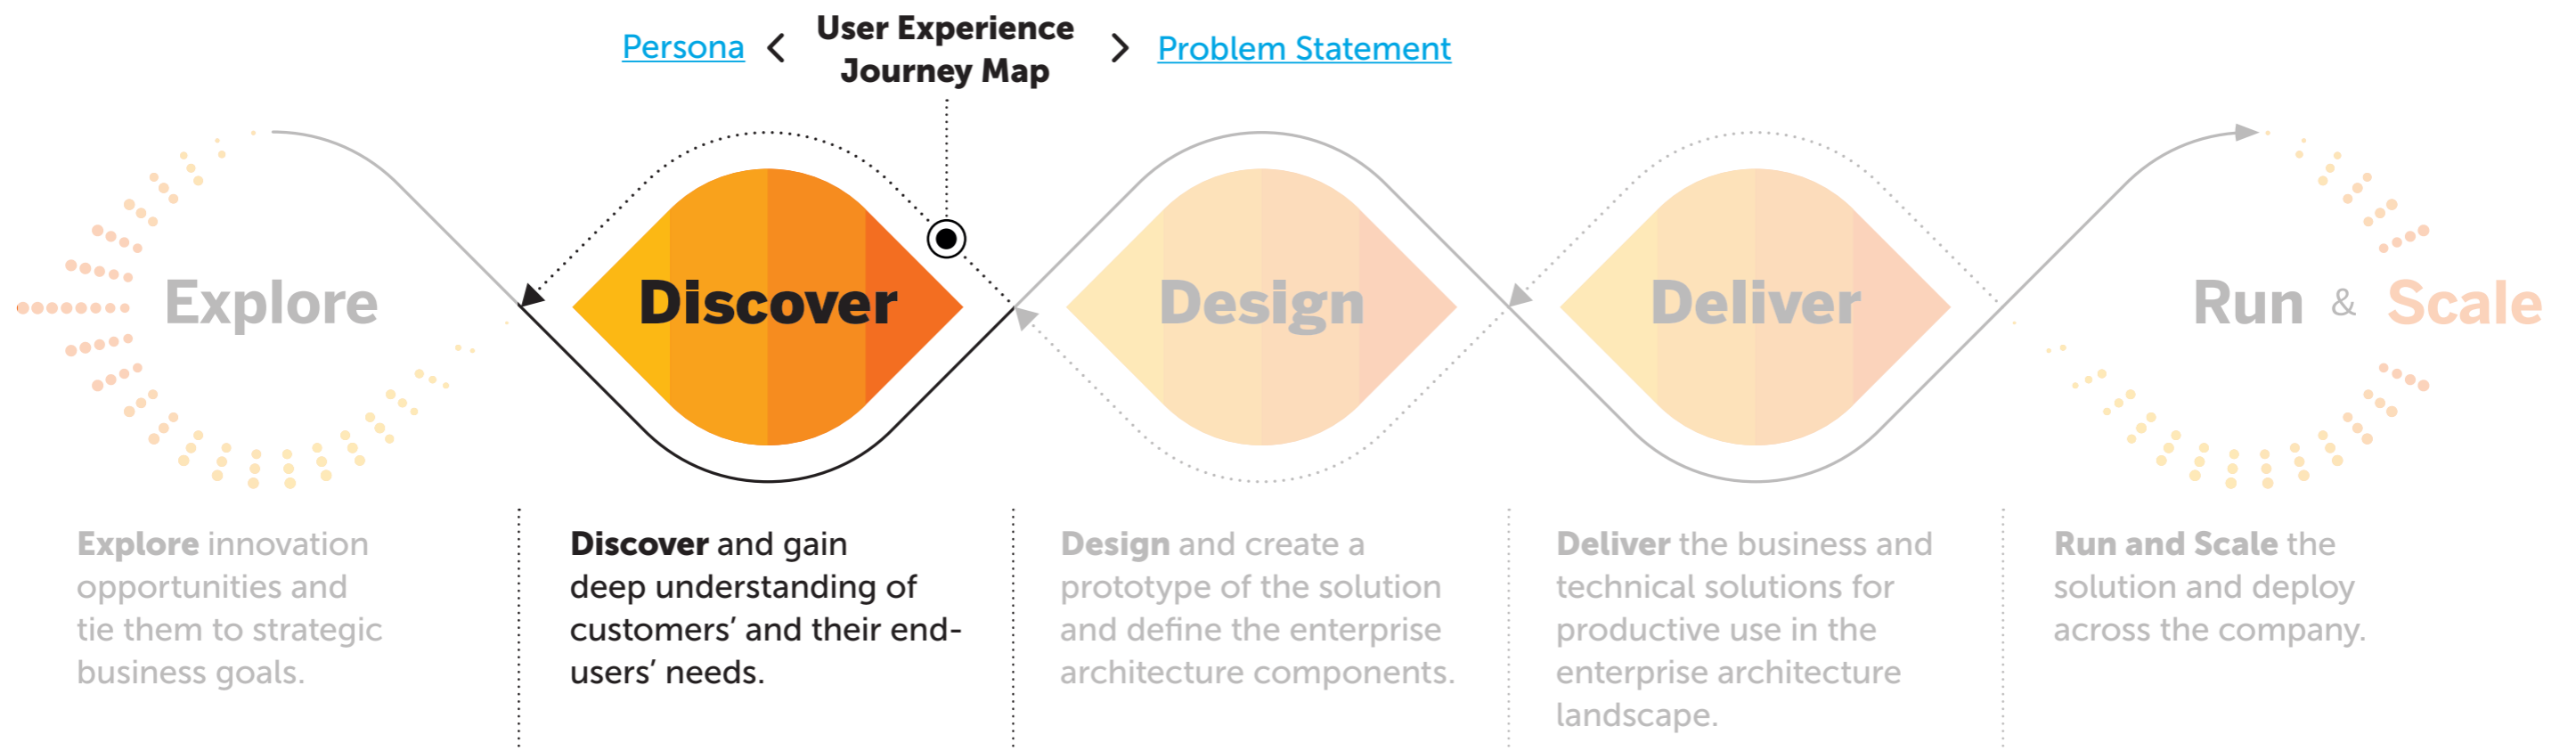 Persona < User Experience Journey Map > Problem Statement
Explore
Discover
Design
Deliver
Run & Scale
Explore innovation
opportunities and
tie them to strategic
business goals.
Discover and gain
deep understanding of
customers’ and their end-
users’ needs.
Design and create a
prototype of the solution
and define the enterprise
architecture components.
Deliver the business and
technical solutions for
productive use in the
enterprise architecture
landscape.
Run and Scale the
solution and deploy
across the company.